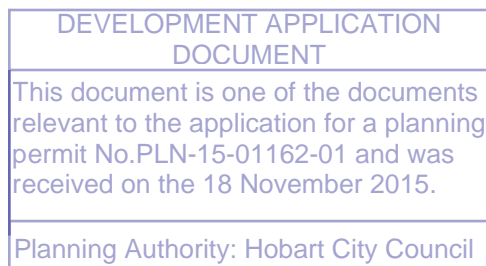 DEVELOPMENT APPLICATION
DOCUMENT
This document is one of the documents
relevant to the application for a planning
permit No.PLN-15-01162-01 and was
received on the 18 November 2015.
Planning Authority: Hobart City Council